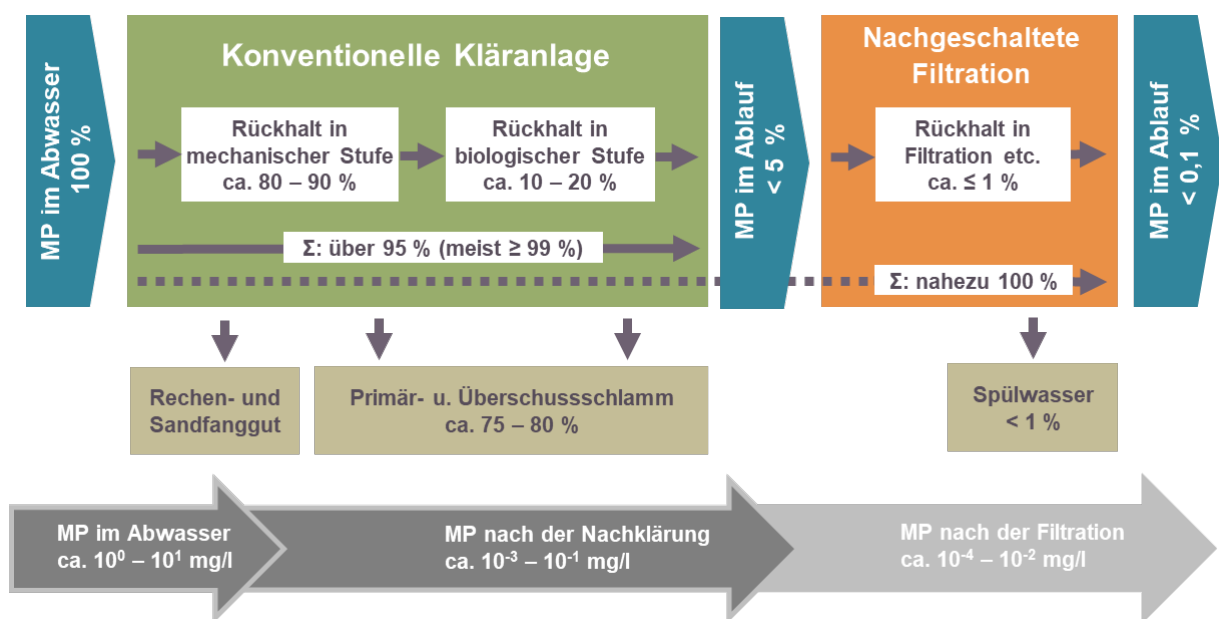 MP im Abwasser
100 %
Konventionelle Kläranlage
Rückhalt in
mechanischer Stufe
ca. 80 – 90 %
Rückhalt in
biologischer Stufe
ca. 10 – 20 %
Σ: über 95 % (meist ≥ 99 %)
MP im Ablauf
< 5 %
Nachgeschaltete
Filtration
Rückhalt in
Filtration etc.
ca. ≤ 1 %
Σ: nahezu 100 %
MP im Ablauf
< 0,1 %
Rechen- und
Sandfanggut
Primär- u. Überschussschlamm
ca. 75 – 80 %
Spülwasser
< 1 %
MP im Abwasser
ca. 10⁰ – 10¹ mg/l
MP nach der Nachklärung
ca. 10⁻³ – 10⁻¹ mg/l
MP nach der Filtration
ca. 10⁻⁴ – 10⁻² mg/l